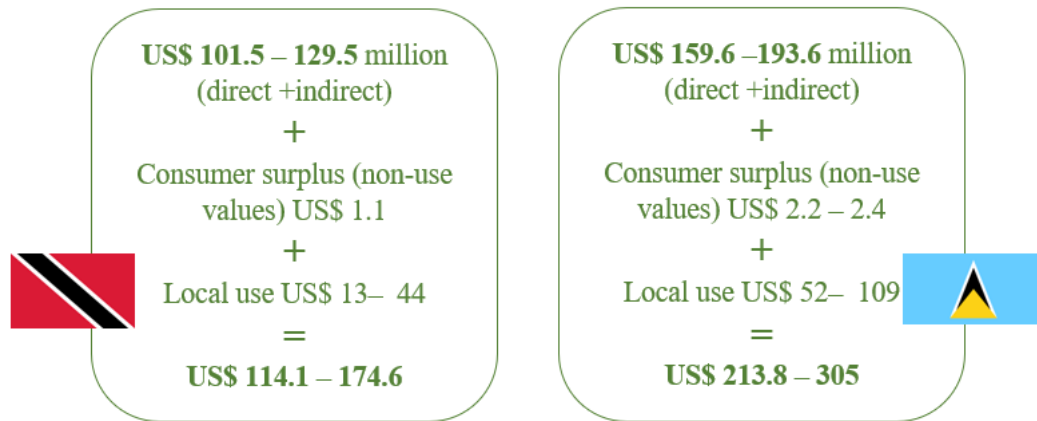 US$ 101.5 – 129.5 million
(direct +indirect)
+
Consumer surplus (non-use
values) US$ 1.1
+
Local use US$ 13– 44
=
US$ 114.1 – 174.6
US$ 159.6 –193.6 million
(direct +indirect)
+
Consumer surplus (non-use
values) US$ 2.2 – 2.4
+
Local use US$ 52– 109
=
US$ 213.8 – 305